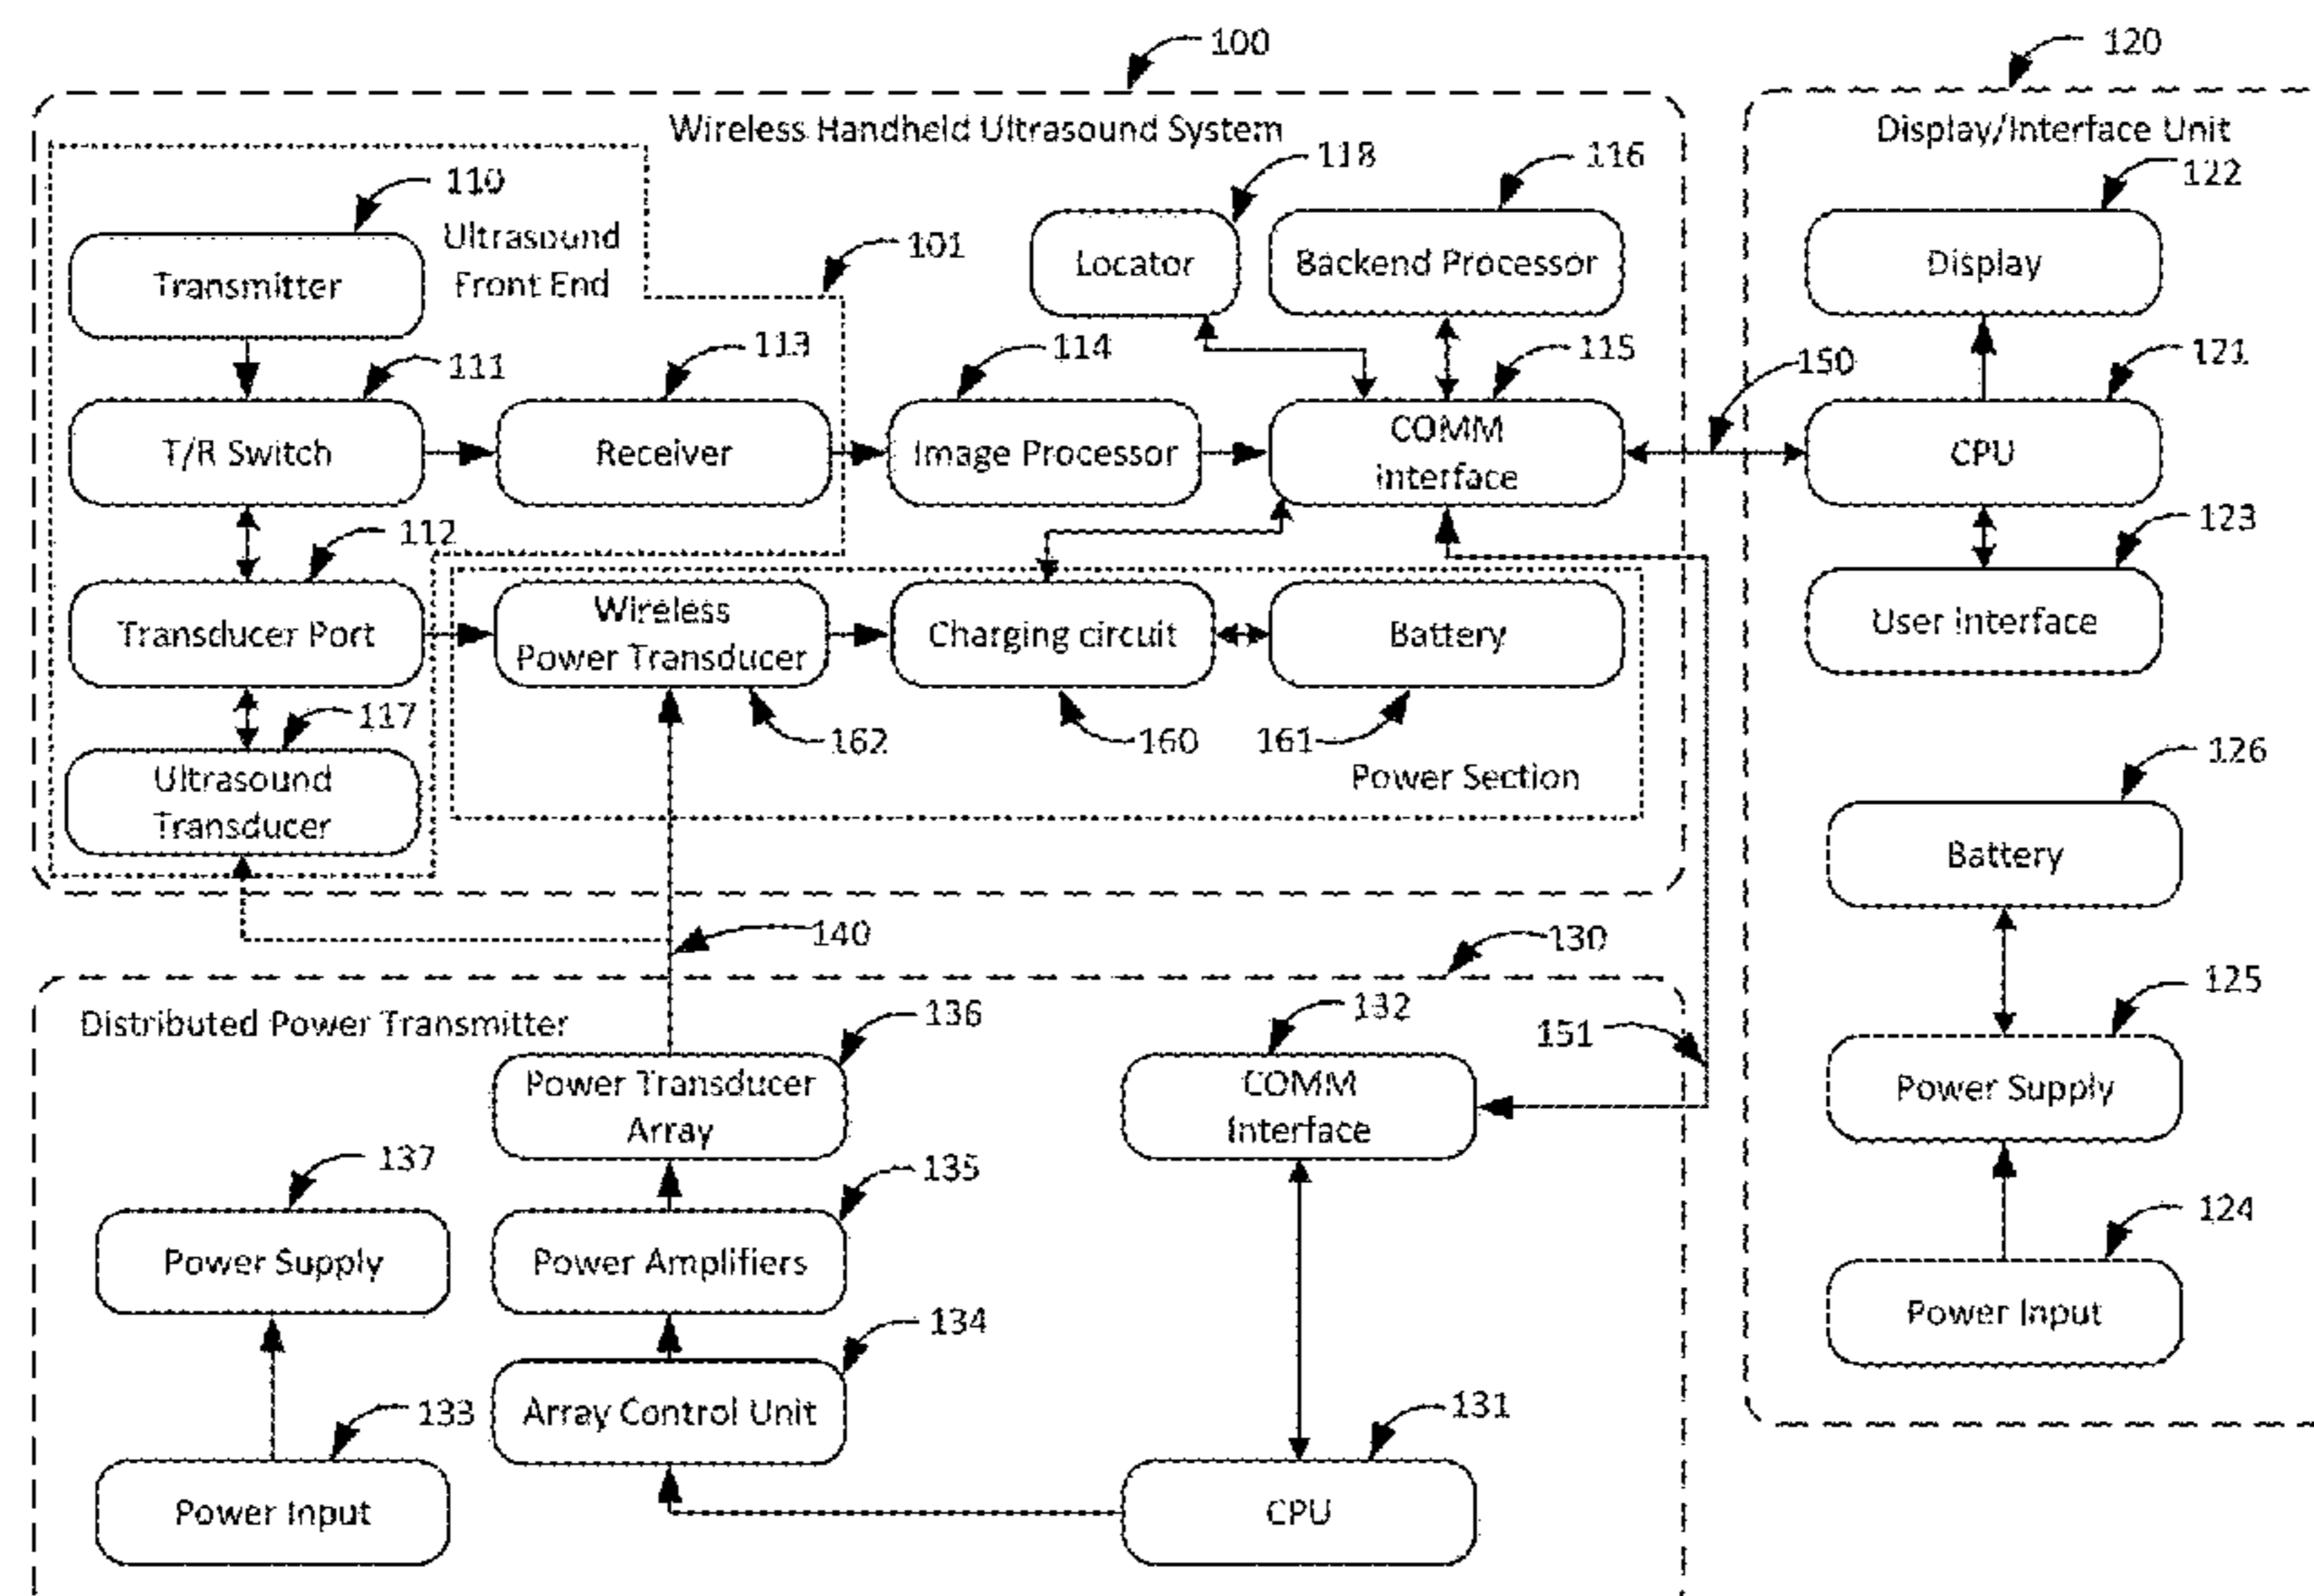 100
120
Wireless Handheld Ultrasound System
Display/Interface Unit
118
116
122
110
Ultrasound
Front End
101
Transmitter
Locator
Backend Processor
Display
111
113
114
115
150
121
T/R Switch
Receiver
Image Processor
COMM
Interface
CPU
112
123
Transducer Port
Wireless
Power Transducer
Charging circuit
Battery
User Interface
117
162
160
161
Ultrasound
Transducer
Power Section
126
Battery
140
130
125
Distributed Power Transmitter
136
132
151
Power Transducer
Array
COMM
Interface
Power Supply
137
135
124
Power Supply
Power Amplifiers
Power Input
134
133
Array Control Unit
131
Power Input
CPU